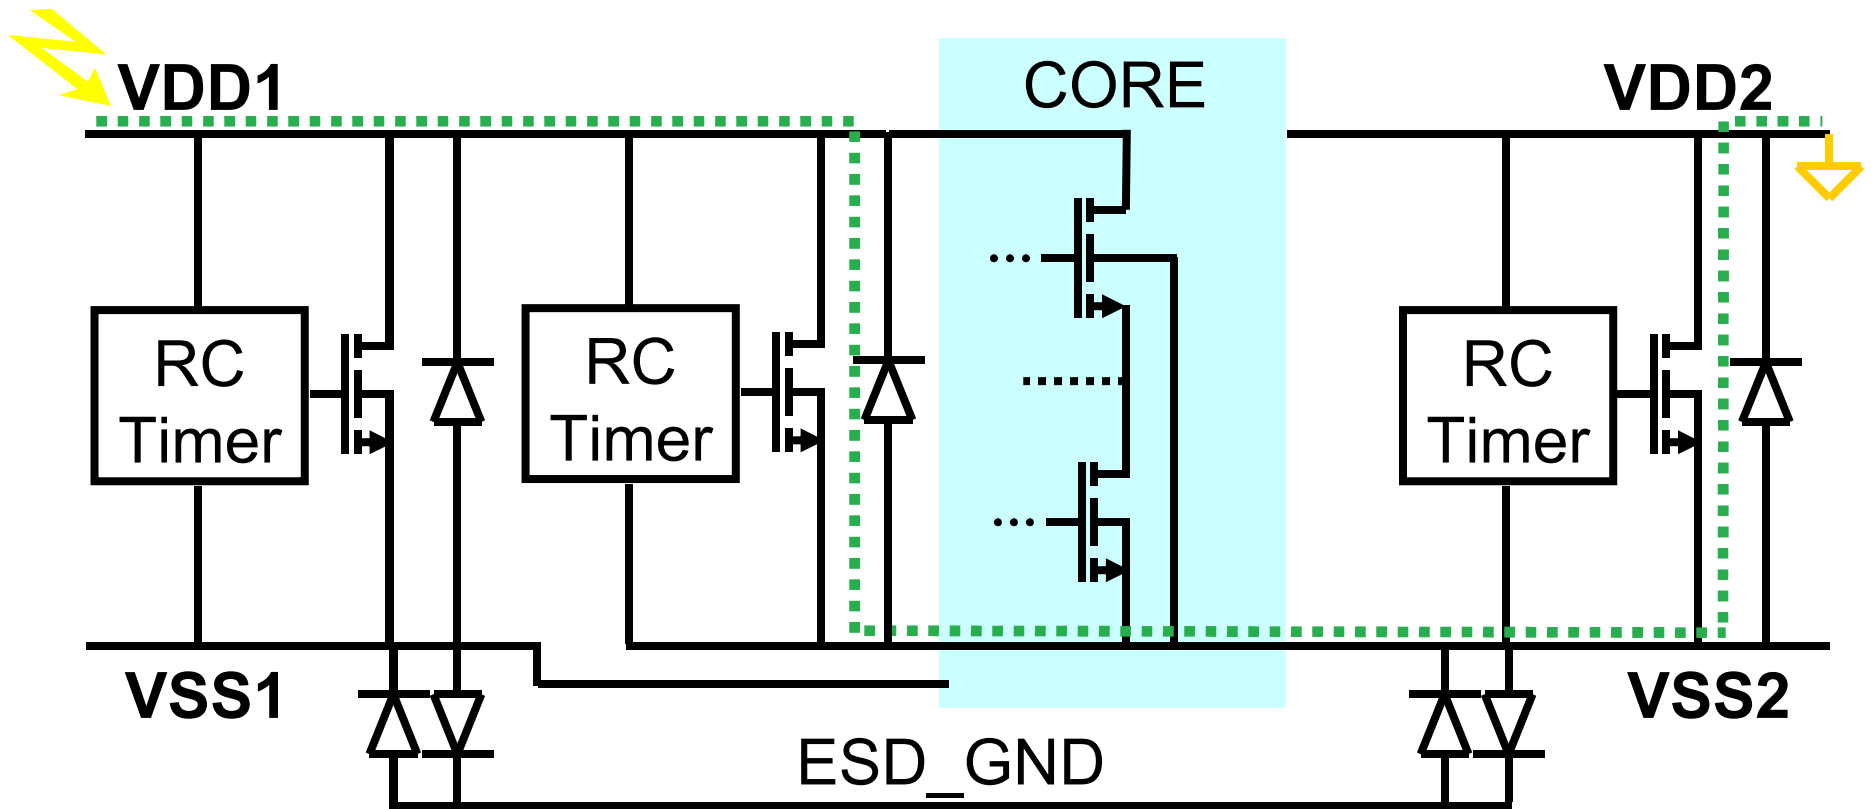 VDD1
CORE
VDD2
RC
Timer
RC
Timer
RC
Timer
VSS1
VSS2
ESD_GND